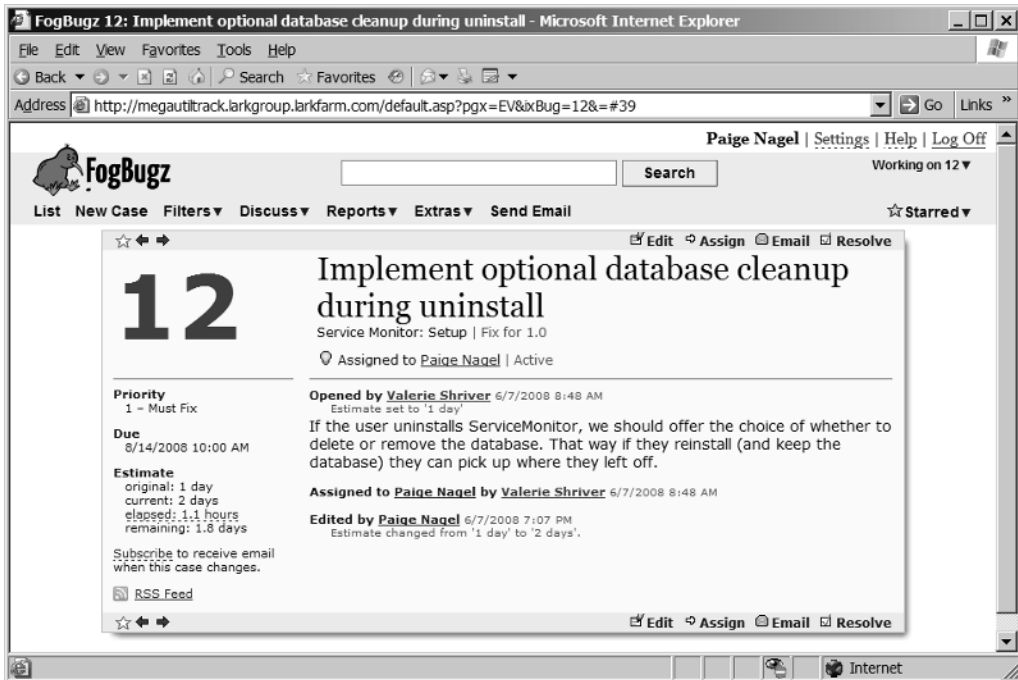 FogBugz 12: Implement optional database cleanup during uninstall - Microsoft Internet Explorer
File Edit View Favorites Tools Help
Back Search Favorites
Address http://megautiltrack.larkgroup.larkfarm.com/default.asp?pgx=EV&ixBug=12&=#39 Go Links »
Paige Nagel | Settings | Help | Log Off
FogBugz Search Working on 12▼
List New Case Filters▼ Discuss▼ Reports▼ Extras▼ Send Email Starred▼
Edit Assign Email Resolve
12
Implement optional database cleanup
during uninstall
Service Monitor: Setup | Fix for 1.0
Assigned to Paige Nagel | Active
Priority
1 – Must Fix
Due
8/14/2008 10:00 AM
Estimate
original: 1 day
current: 2 days
elapsed: 1.1 hours
remaining: 1.8 days
Subscribe to receive email
when this case changes.
RSS Feed
Opened by Valerie Shriver 6/7/2008 8:48 AM
Estimate set to '1 day'
If the user uninstalls ServiceMonitor, we should offer the choice of whether to
delete or remove the database. That way if they reinstall (and keep the
database) they can pick up where they left off.
Assigned to Paige Nagel by Valerie Shriver 6/7/2008 8:48 AM
Edited by Paige Nagel 6/7/2008 7:07 PM
Estimate changed from '1 day' to '2 days'.
Edit Assign Email Resolve
Internet